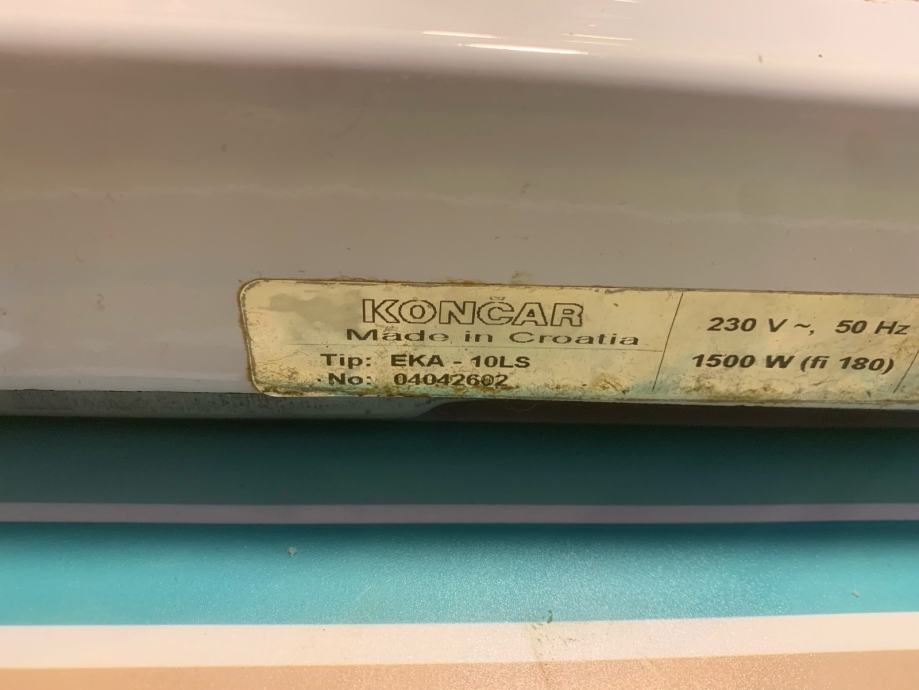 KONČAR
Made in Croatia
Tip: EKA - 10LS
No: 04042602
230 V ~, 50 Hz
1500 W (fi 180)